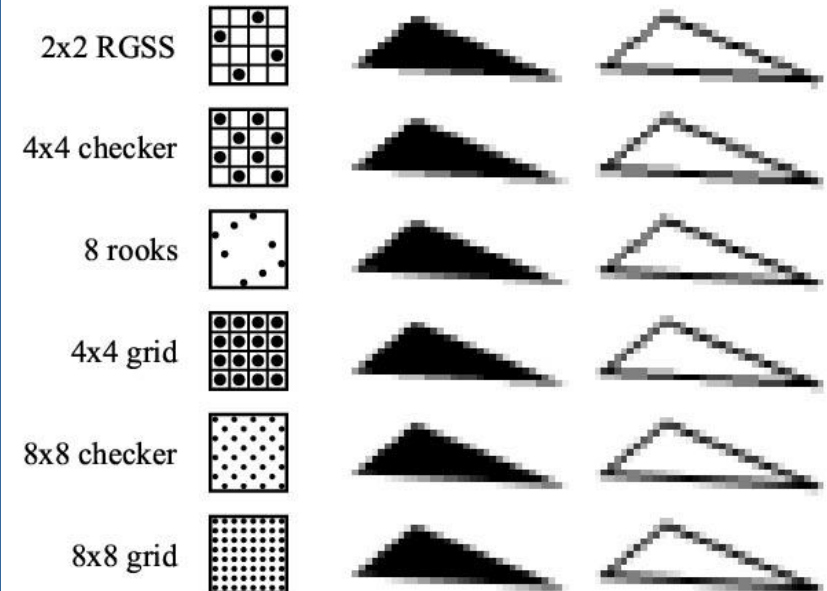 2x2 RGSS
4x4 checker
8 rooks
4x4 grid
8x8 checker
8x8 grid